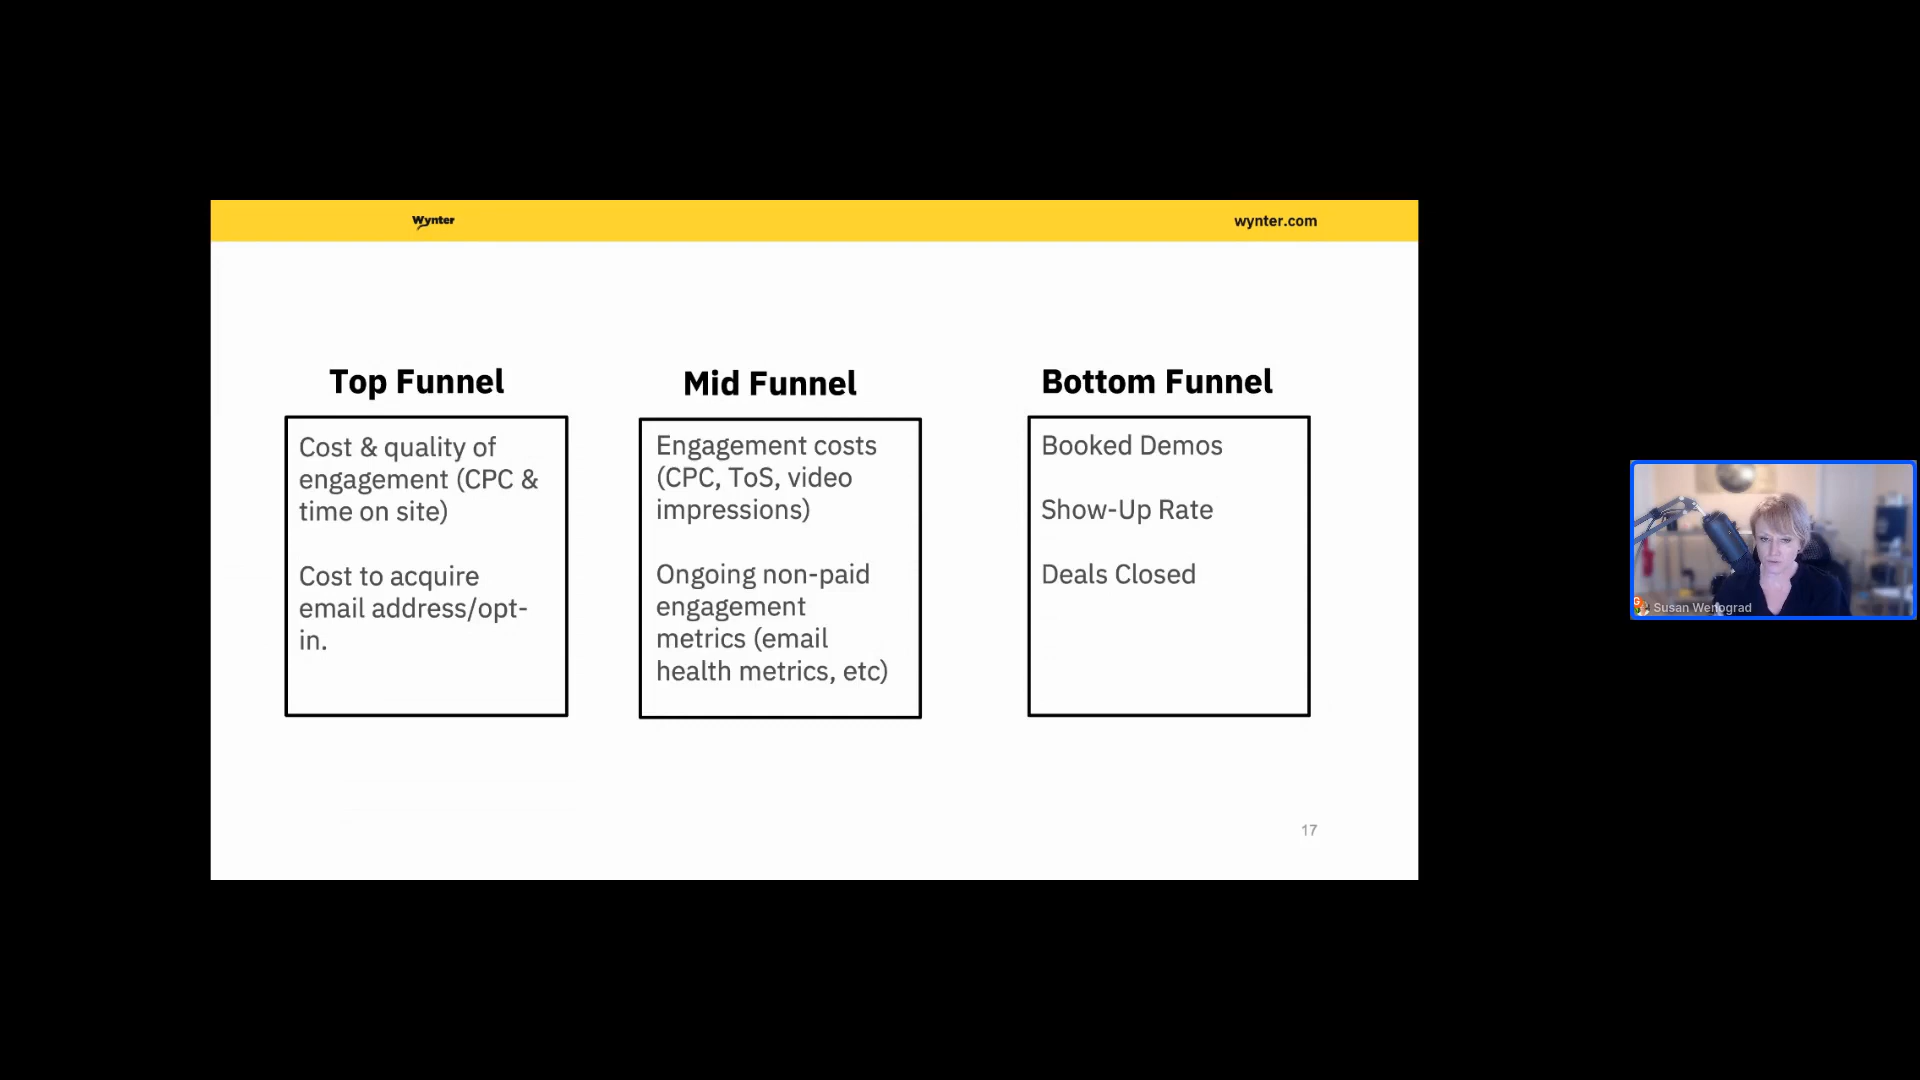 Wynter
wynter.com
Top Funnel
Cost & quality of
engagement (CPC &
time on site)
Cost to acquire
email address/opt-
in.
Mid Funnel
Engagement costs
(CPC, ToS, video
impressions)
Ongoing non-paid
engagement
metrics (email
health metrics, etc)
Bottom Funnel
Booked Demos
Show-Up Rate
Deals Closed
17
Susan Wenograd